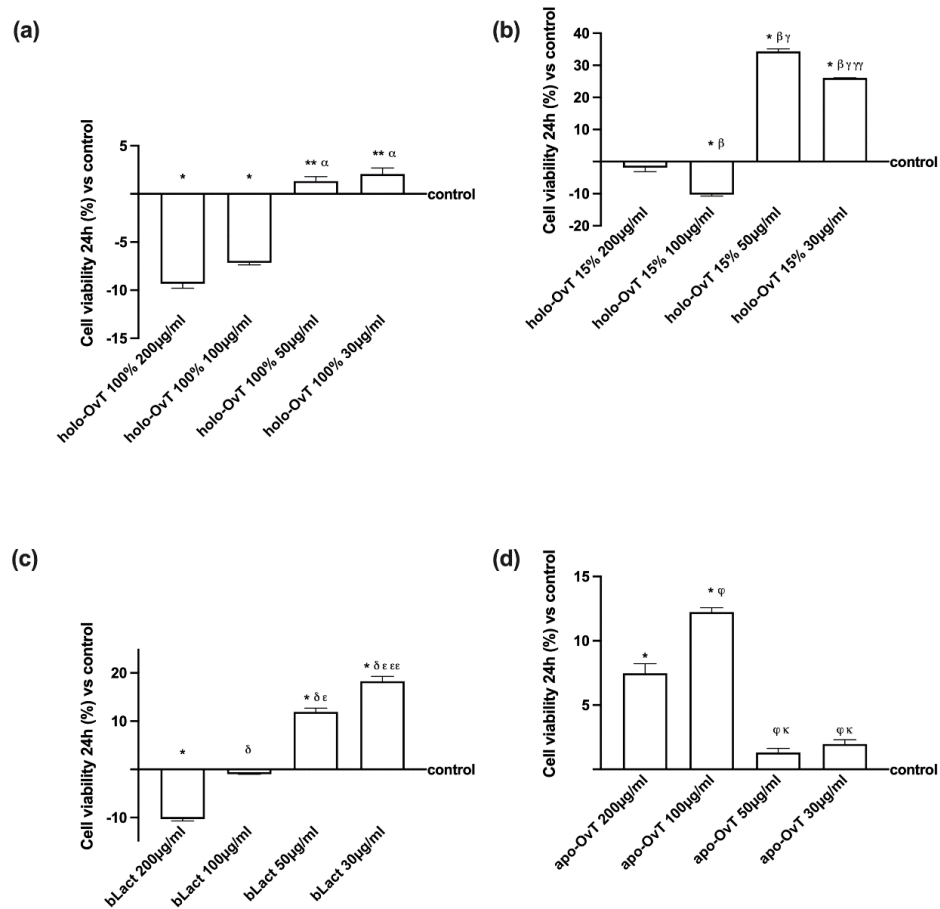 (a)
Cell viability 24h (%) vs control
5
-5
-10
-15
* * ** α ** α
control
holo-OvT 100% 200µg/ml
holo-OvT 100% 100µg/ml
holo-OvT 100% 50µg/ml
holo-OvT 100% 30µg/ml
(b)
Cell viability 24h (%) vs control
40
30
20
10
-10
-20
* β * β γ * β γ γγ
control
holo-OvT 15% 200µg/ml
holo-OvT 15% 100µg/ml
holo-OvT 15% 50µg/ml
holo-OvT 15% 30µg/ml
(c)
Cell viability 24h (%) vs control
20
10
-10
* δ * δ ε * δ ε εε
control
bLact 200µg/ml
bLact 100µg/ml
bLact 50µg/ml
bLact 30µg/ml
(d)
Cell viability 24h (%) vs control
15
10
5
* * φ φ κ φ κ
control
apo-OvT 200µg/ml
apo-OvT 100µg/ml
apo-OvT 50µg/ml
apo-OvT 30µg/ml